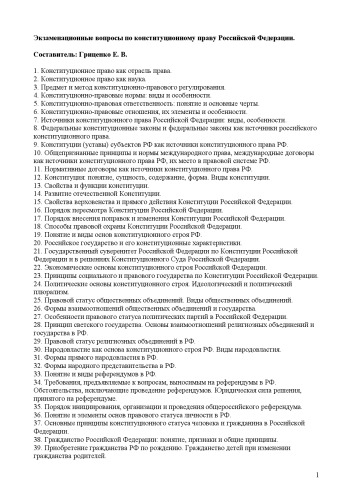 Экзаменационные вопросы по конституционному праву Российской Федерации.
Составитель: Гриценко Е. В.
1. Конституционное право как отрасль права.
2. Конституционное право как наука.
3. Предмет и метод конституционно-правового регулирования.
4. Конституционно-правовые нормы: виды и особенности.
5. Конституционно-правовая ответственность: понятие и основные черты.
6. Конституционно-правовые отношения, их элементы и особенности.
7. Источники конституционного права Российской Федерации: виды, особенности.
8. Федеральные конституционные законы и федеральные законы как источники российского
конституционного права.
9. Конституции (уставы) субъектов РФ как источники конституционного права РФ.
10. Общепризнанные принципы и нормы международного права, международные договоры
как источники конституционного права РФ, их место в правовой системе РФ.
11. Нормативные договоры как источники конституционного права РФ.
12. Конституция: понятие, сущность, содержание, форма. Виды конституции.
13. Свойства и функции конституции.
14. Развитие отечественной Конституции.
15. Свойства верховенства и прямого действия Конституции Российской Федерации.
16. Порядок пересмотра Конституции Российской Федерации.
17. Порядок внесения поправок и изменения Конституции Российской Федерации.
18. Способы правовой охраны Конституции Российской Федерации.
19. Понятие и виды основ конституционного строя РФ.
20. Российское государство и его конституционные характеристики.
21. Государственный суверенитет Российской Федерации по Конституции Российской
Федерации и в решениях Конституционного Суда Российской Федерации.
22. Экономические основы конституционного строя Российской Федерации.
23. Принципы социального и правового государства по Конституции Российской Федерации.
24. Политические основы конституционного строя. Идеологический и политический
плюрализм.
25. Правовой статус общественных объединений. Виды общественных объединений.
26. Формы взаимоотношений общественных объединений и государства.
27. Особенности правового статуса политических партий в Российской Федерации.
28. Принцип светского государства. Основы взаимоотношений религиозных объединений и
государства в РФ.
29. Правовой статус религиозных объединений в РФ.
30. Народовластие как основа конституционного строя РФ. Виды народовластия.
31. Формы прямого народовластия в РФ.
32. Формы народного представительства в РФ.
33. Понятие и виды референдумов в РФ.
34. Требования, предъявляемые к вопросам, выносимым на референдумы в РФ.
Обстоятельства, исключающие проведение референдумов. Юридическая сила решения,
принятого на референдуме.
35. Порядок инициирования, организации и проведения общероссийского референдума.
36. Понятие и элементы основ правового статуса личности в РФ.
37. Основные принципы конституционного статуса человека и гражданина в Российской
Федерации.
38. Гражданство Российской Федерации: понятие, признаки и общие принципы.
39. Приобретение гражданства РФ по рождению. Гражданство детей при изменении
гражданства родителей.
1